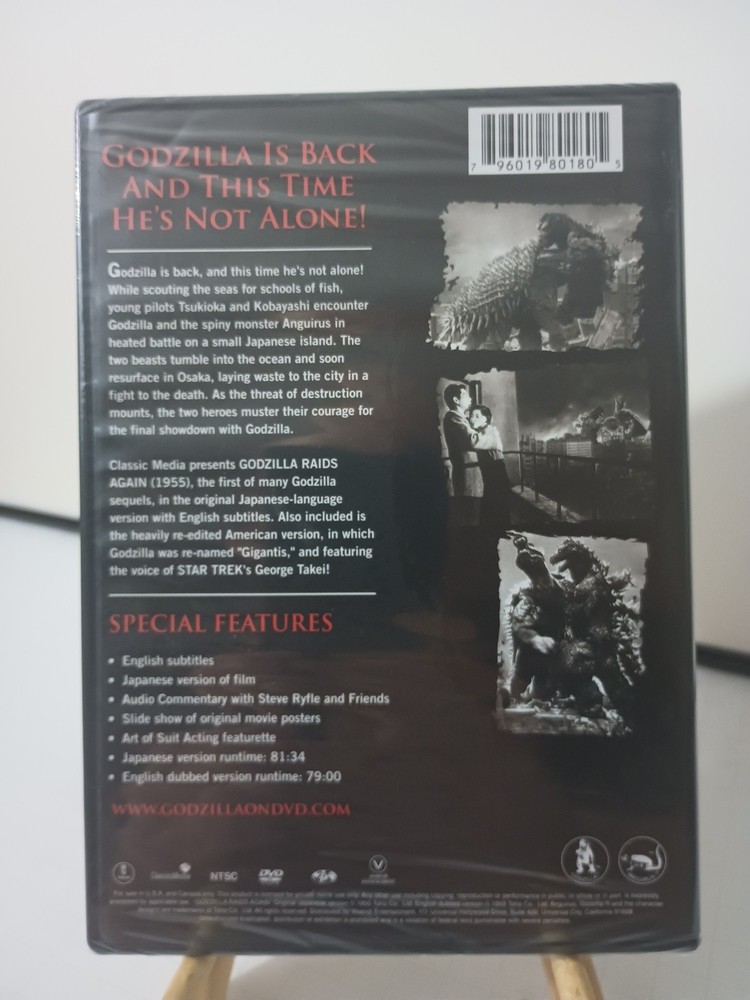 7 96019 80180 5
GODZILLA IS BACK
AND THIS TIME
HE'S NOT ALONE!
Godzilla is back, and this time he's not alone!
While scouting the seas for schools of fish,
young pilots Tsukioka and Kobayashi encounter
Godzilla and the spiny monster Anguirus in
heated battle on a small Japanese island. The
two beasts tumble into the ocean and soon
resurface in Osaka, laying waste to the city in a
fight to the death. As the threat of destruction
mounts, the two heroes muster their courage for
the final showdown with Godzilla.
Classic Media presents GODZILLA RAIDS
AGAIN (1955), the first of many Godzilla
sequels, in the original Japanese-language
version with English subtitles. Also included is
the heavily re-edited American version, in which
Godzilla was re-named "Gigantis," and featuring
the voice of STAR TREK's George Takei!
SPECIAL FEATURES
• English subtitles
• Japanese version of film
• Audio Commentary with Steve Ryfle and Friends
• Slide show of original movie posters
• Art of Suit Acting featurette
• Japanese version runtime: 81:34
• English dubbed version runtime: 79:00
WWW.GODZILLAONDVD.COM
NTSC
DVD